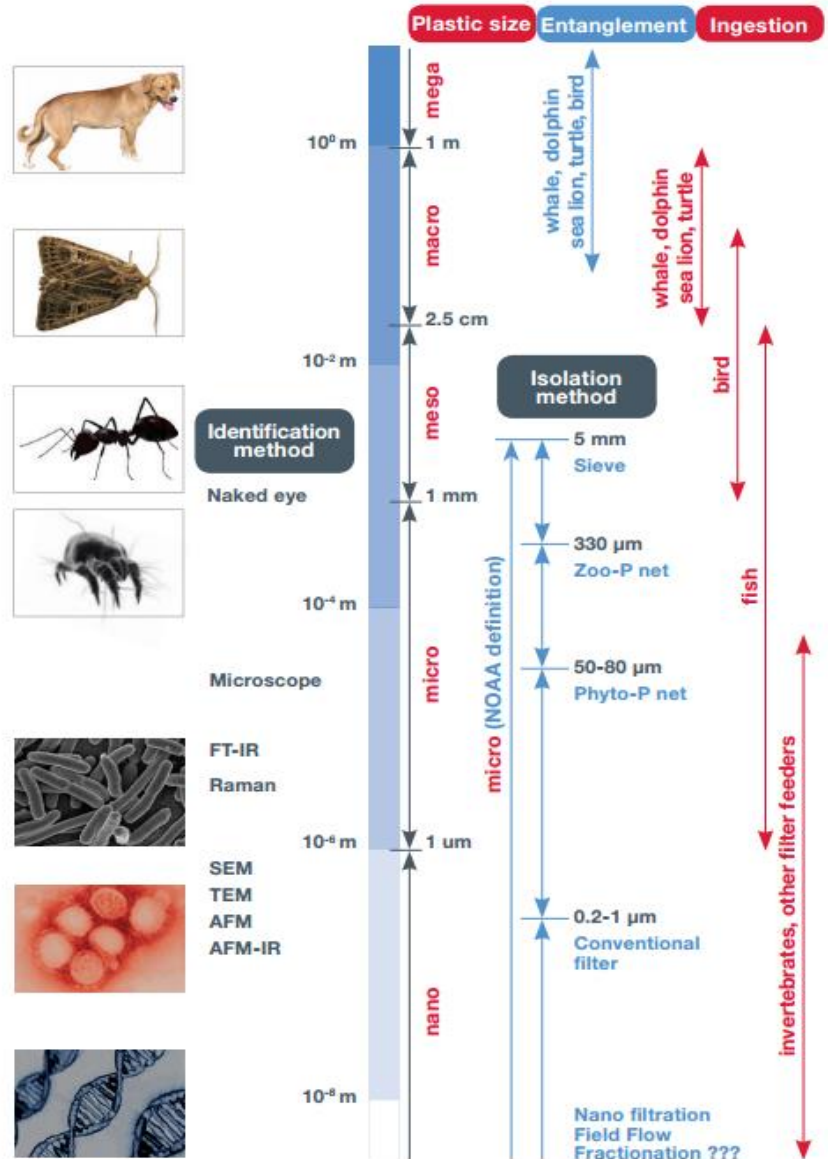 Plastic size
Entanglement
Ingestion
mega
10⁰ m
1 m
whale, dolphin
sea lion, turtle, bird
macro
whale, dolphin
sea lion, turtle
2.5 cm
10⁻² m
bird
Isolation
method
meso
Identification
method
5 mm
Sieve
Naked eye
1 mm
330 µm
Zoo-P net
fish
10⁻⁴ m
micro
micro (NOAA definition)
50-80 µm
Phyto-P net
Microscope
FT-IR
Raman
invertebrates, other filter feeders
10⁻⁶ m
1 um
SEM
TEM
AFM
AFM-IR
0.2-1 µm
Conventional
filter
nano
10⁻⁸ m
Nano filtration
Field Flow
Fractionation ???